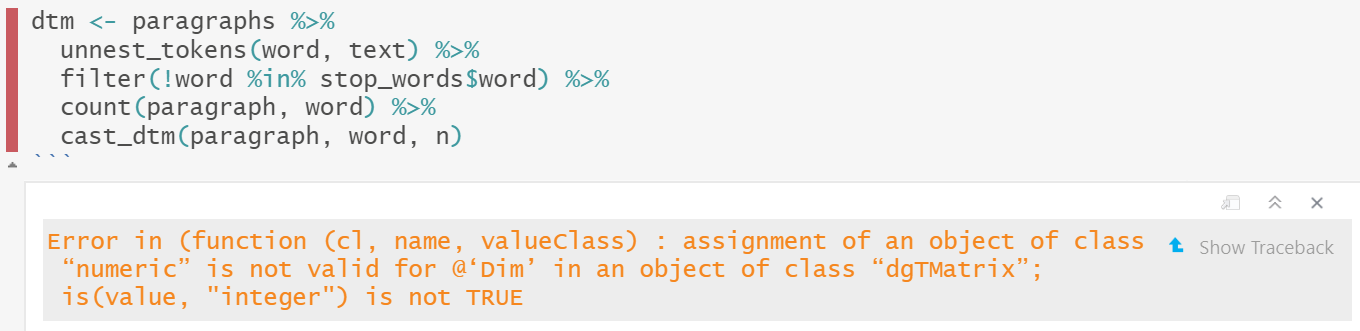 dtm <- paragraphs %>%
  unnest_tokens(word, text) %>%
  filter(!word %in% stop_words$word) %>%
  count(paragraph, word) %>%
  cast_dtm(paragraph, word, n)
```
Error in (function (cl, name, valueClass) : assignment of an object of class Show Traceback
“numeric” is not valid for @‘Dim’ in an object of class “dgTMatrix”;
is(value, "integer") is not TRUE